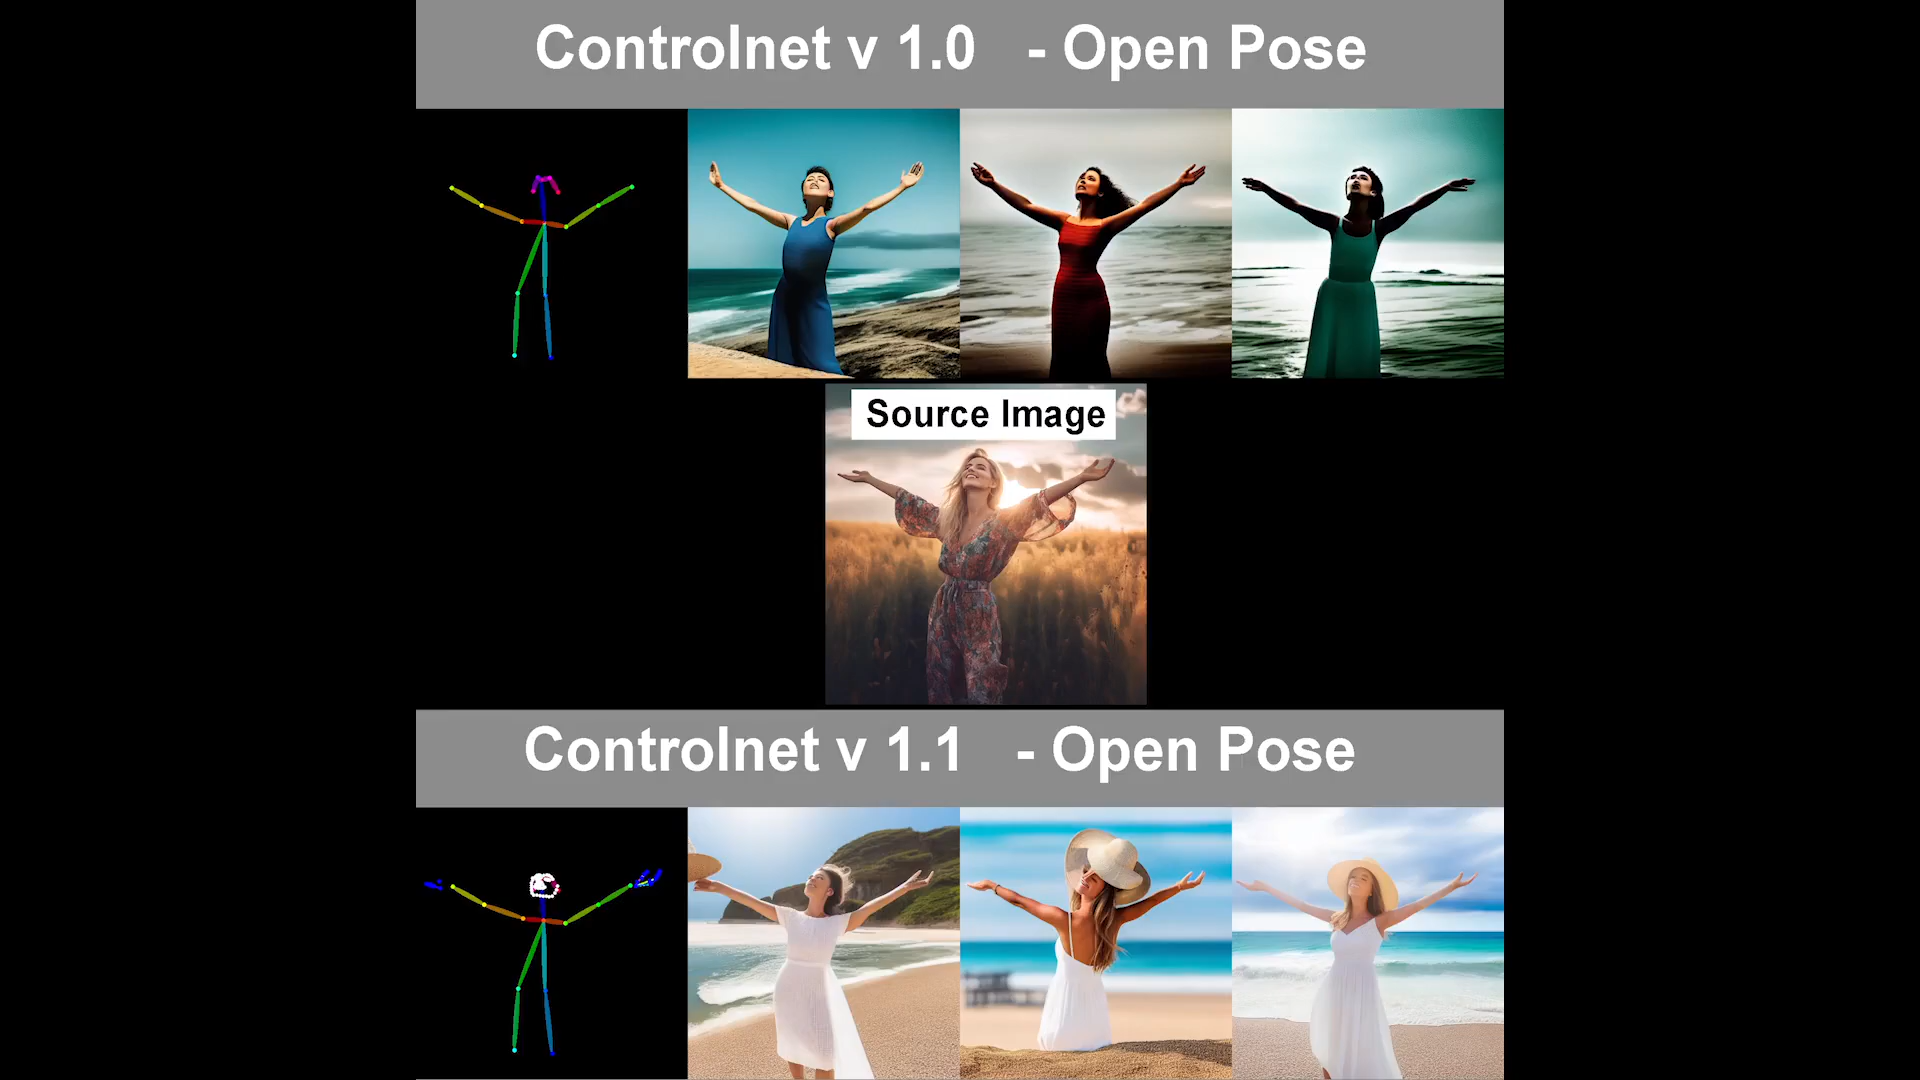 Controlnet v 1.0 - Open Pose
Source Image
Controlnet v 1.1 - Open Pose